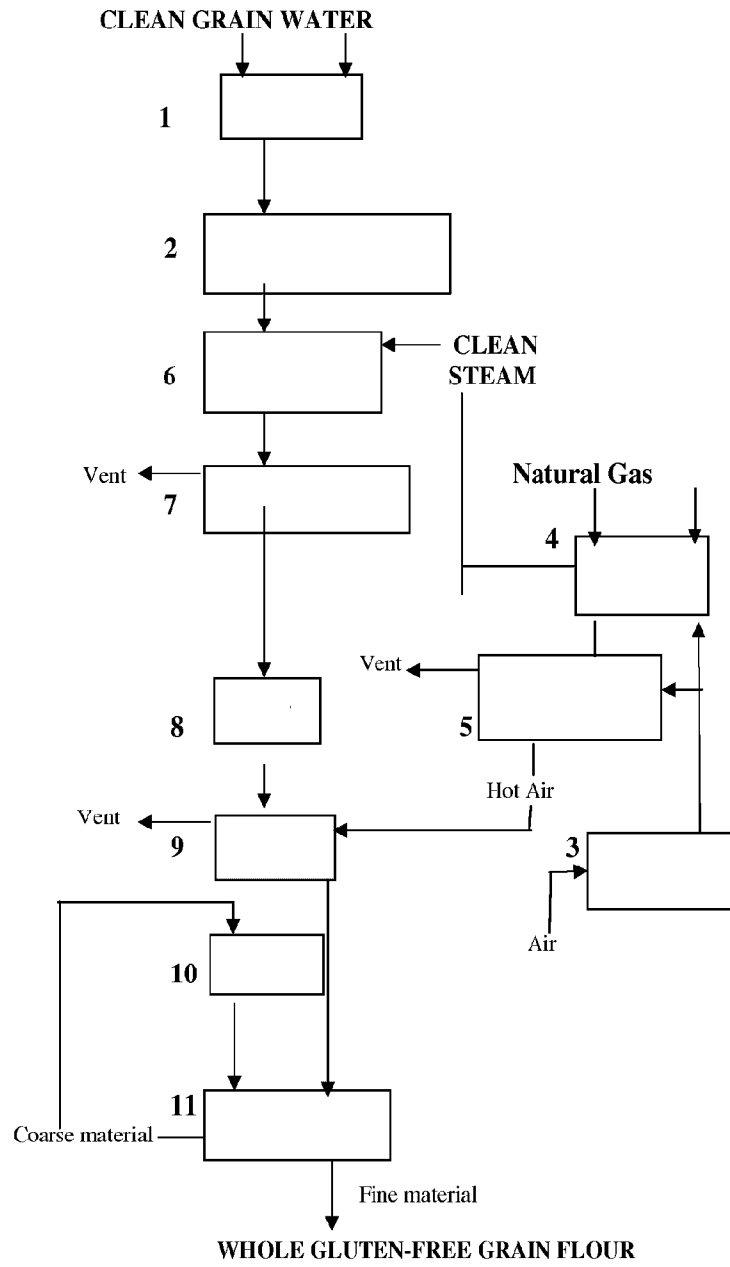 CLEAN GRAIN WATER
1
2
6
CLEAN
STEAM
Vent
7
Natural Gas
4
Vent
5
8
Hot Air
Vent
9
3
Air
10
11
Coarse material
Fine material
WHOLE GLUTEN-FREE GRAIN FLOUR